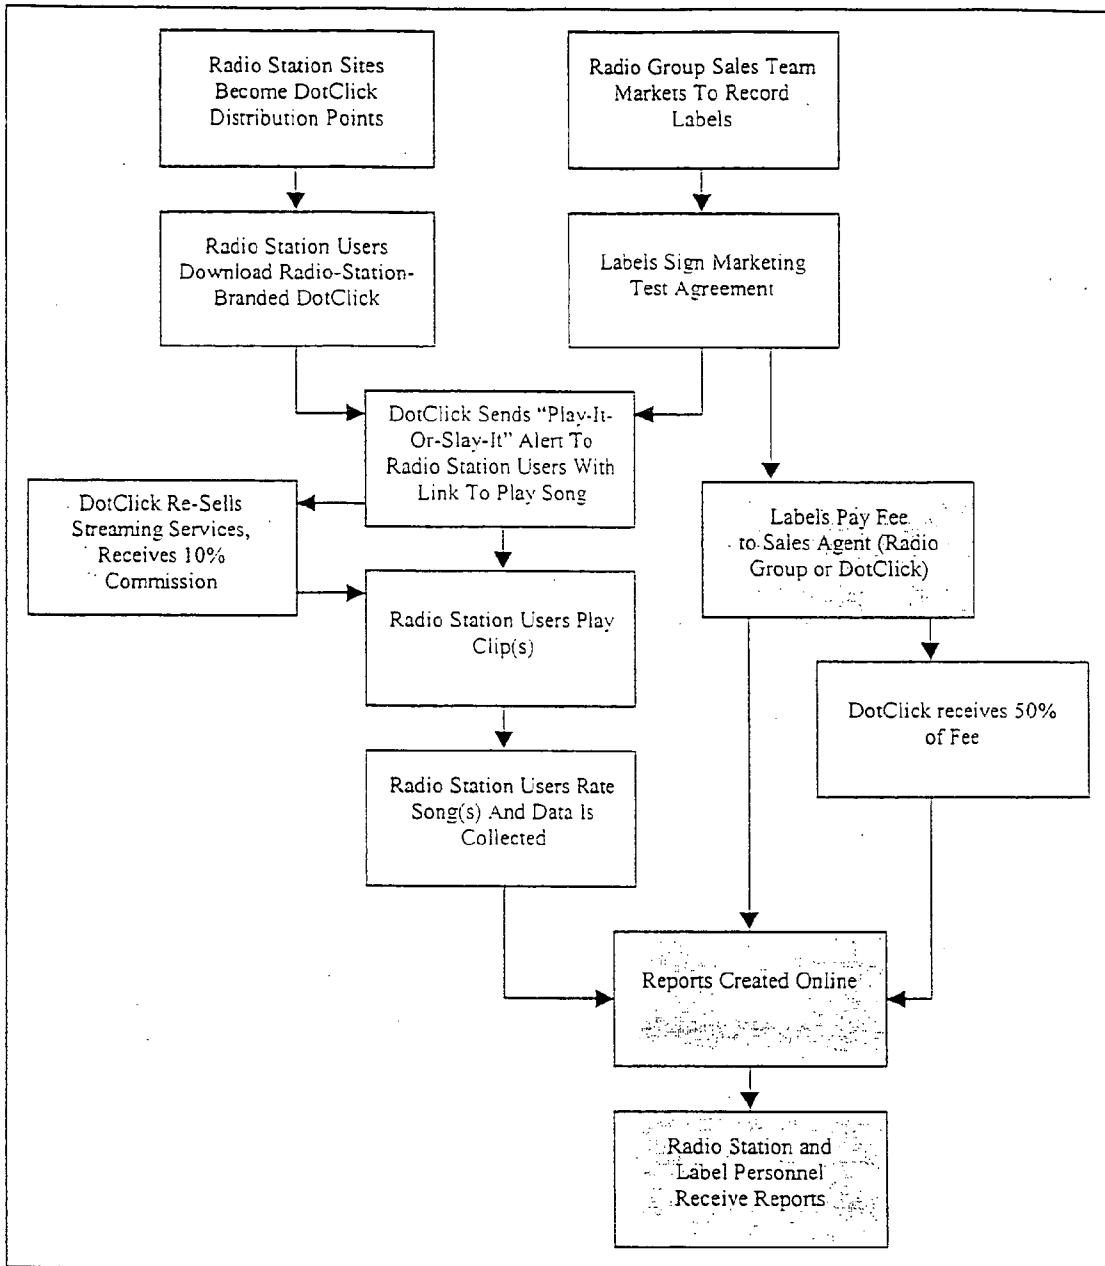 Radio Station Sites
Become DotClick
Distribution Points
Radio Group Sales Team
Markets To Record
Labels
Radio Station Users
Download Radio-Station-
Branded DotClick
Labels Sign Marketing
Test Agreement
DotClick Sends “Play-It-
Or-Slay-It” Alert To
Radio Station Users With
Link To Play Song
DotClick Re-Sells
Streaming Services,
Receives 10%
Commission
Labels Pay Fee
to Sales Agent (Radio
Group or DotClick)
Radio Station Users Play
Clip(s)
DotClick receives 50%
of Fee
Radio Station Users Rate
Song(s) And Data Is
Collected
Reports Created Online
Radio Station and
Label Personnel
Receive Reports